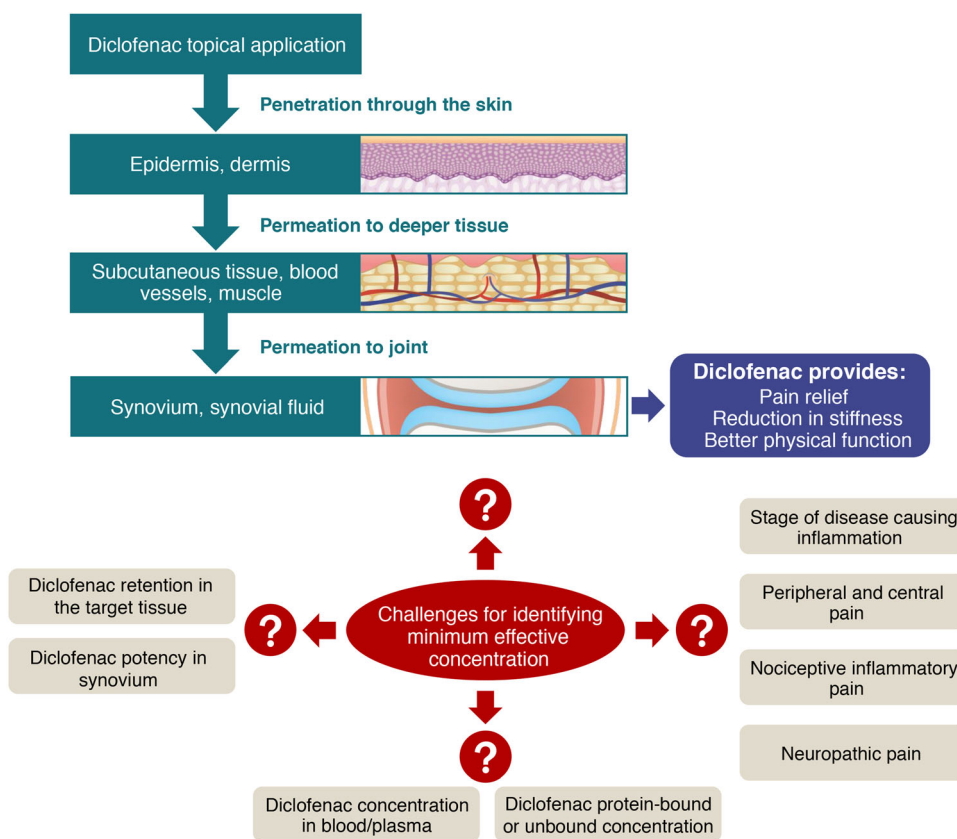 Diclofenac topical application
Penetration through the skin
Epidermis, dermis
Permeation to deeper tissue
Subcutaneous tissue, blood
vessels, muscle
Permeation to joint
Synovium, synovial fluid
Diclofenac provides:
Pain relief
Reduction in stiffness
Better physical function
?
Stage of disease causing
inflammation
Diclofenac retention in
the target tissue
Diclofenac potency in
synovium
?
Challenges for identifying
minimum effective
concentration
?
Peripheral and central
pain
Nociceptive inflammatory
pain
Neuropathic pain
?
Diclofenac concentration
in blood/plasma
Diclofenac protein-bound
or unbound concentration